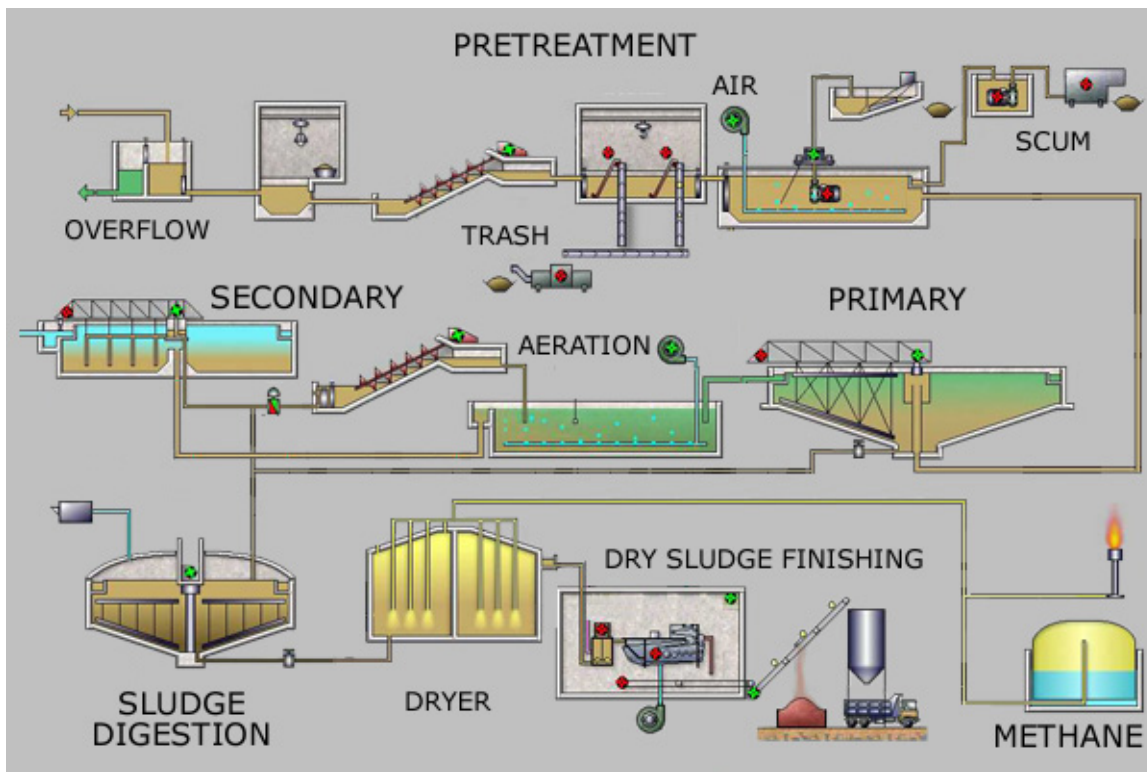 PRETREATMENT
AIR
SCUM
OVERFLOW
TRASH
SECONDARY
PRIMARY
AERATION
DRY SLUDGE FINISHING
SLUDGE
DIGESTION
DRYER
METHANE